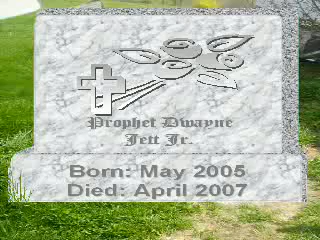 Prophet Dwayne
Jett Jr.
Born: May 2005
Died: April 2007